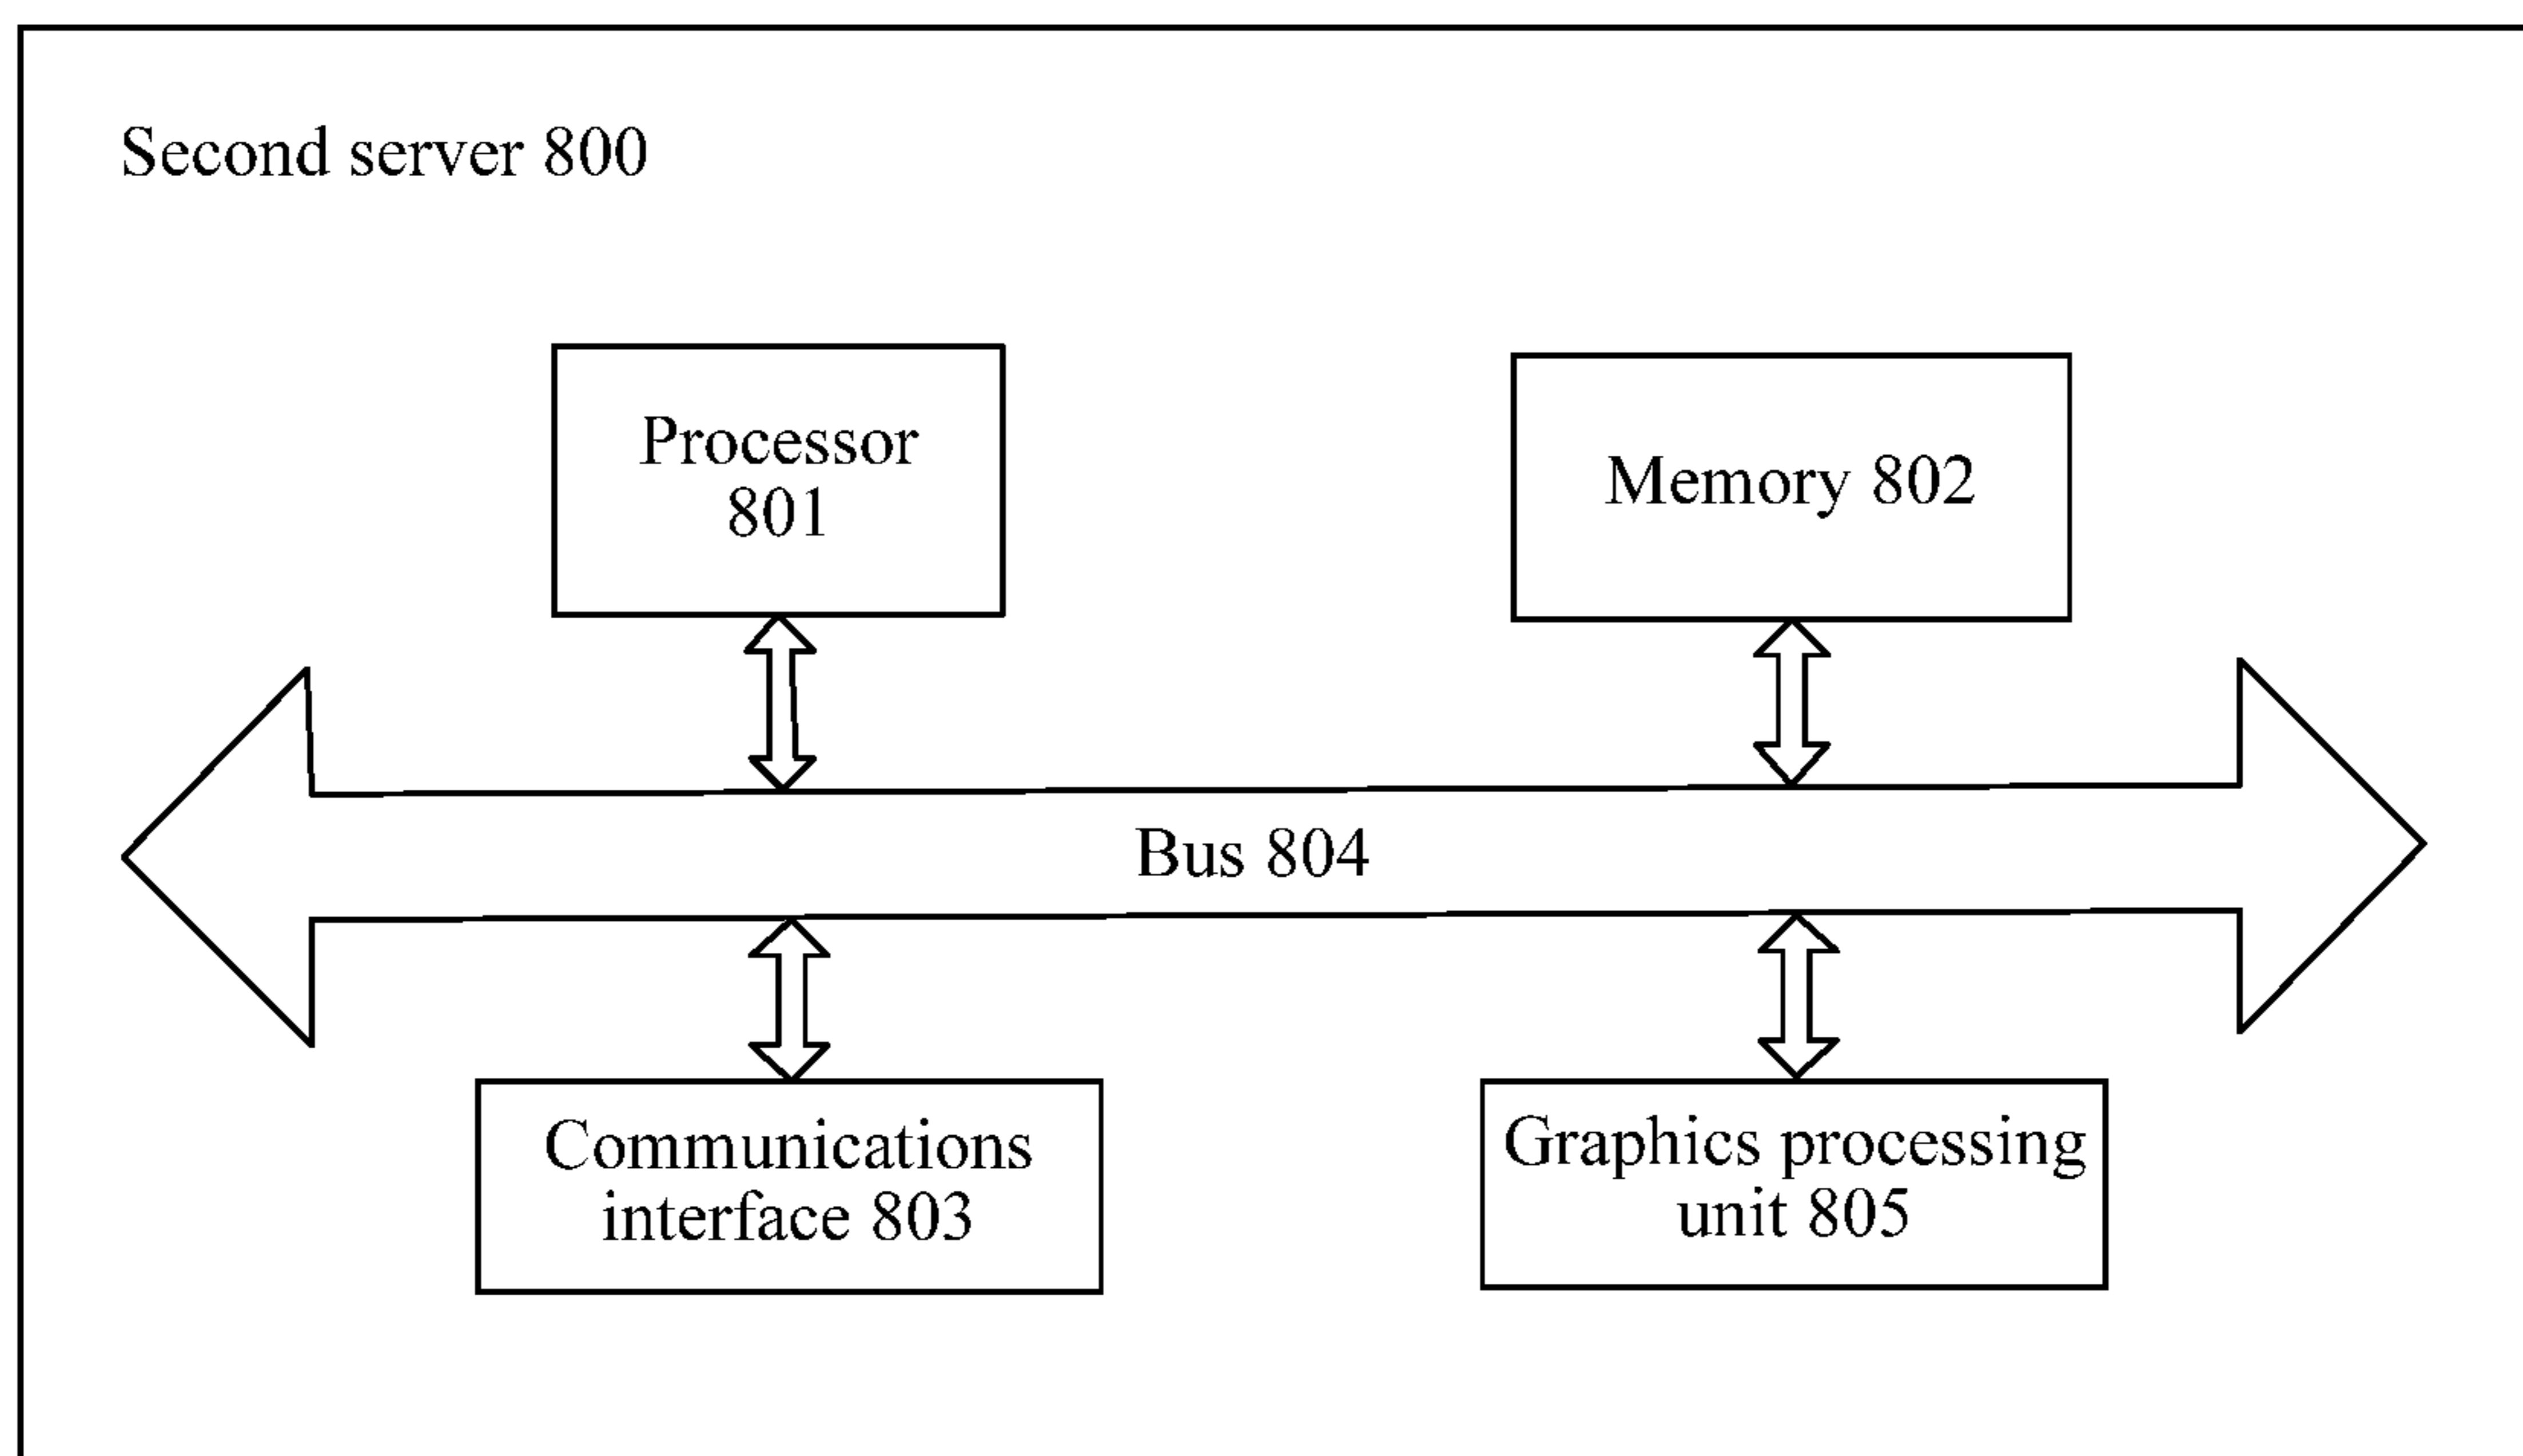 Second server 800
Processor
801
Memory 802
Bus 804
Communications
interface 803
Graphics processing
unit 805